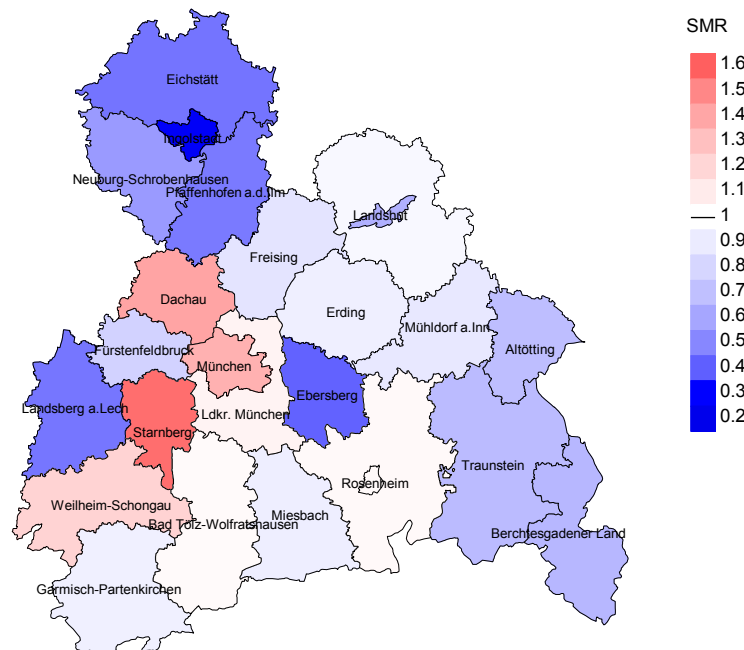 SMR
1.6
1.5
1.4
1.3
1.2
1.1
1
0.9
0.8
0.7
0.6
0.5
0.4
0.3
0.2
Eichstätt
Ingolstadt
Neuburg-Schrobenhausen
Pfaffenhofen a.d.Ilm
Landshut
Freising
Dachau
Erding
Mühldorf a.Inn
Fürstenfeldbruck
München
Altötting
Ebersberg
Landsberg a.Lech
Ldkr. München
Starnberg
Traunstein
Rosenheim
Weilheim-Schongau
Miesbach
Bad Tölz-Wolfratshausen
Berchtesgadener Land
Garmisch-Partenkirchen